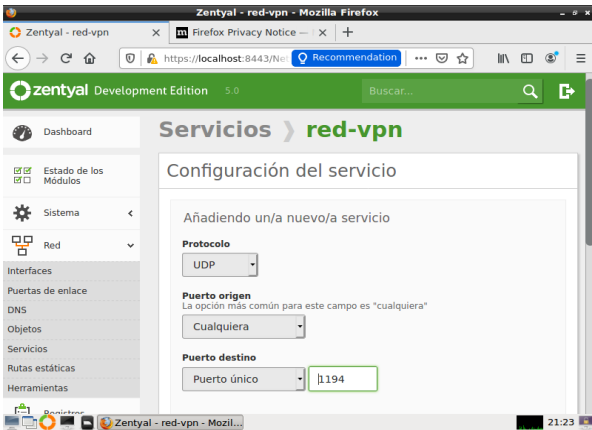 Zentyal - red-vpn - Mozilla Firefox
Zentyal - red-vpn
Firefox Privacy Notice —
https://localhost:8443/Ne
Recommendation
zentyal Development Edition 5.0
Buscar...
Dashboard
Estado de los
Módulos
Sistema
Red
Interfaces
Puertas de enlace
DNS
Objetos
Servicios
Rutas estáticas
Herramientas
Registros
Servicios
red-vpn
Configuración del servicio
Añadiendo un/a nuevo/a servicio
Protocolo
UDP
Puerto origen
La opción más común para este campo es "cualquiera"
Cualquiera
Puerto destino
Puerto único
1194
Zentyal - red-vpn - Mozil...
21:23